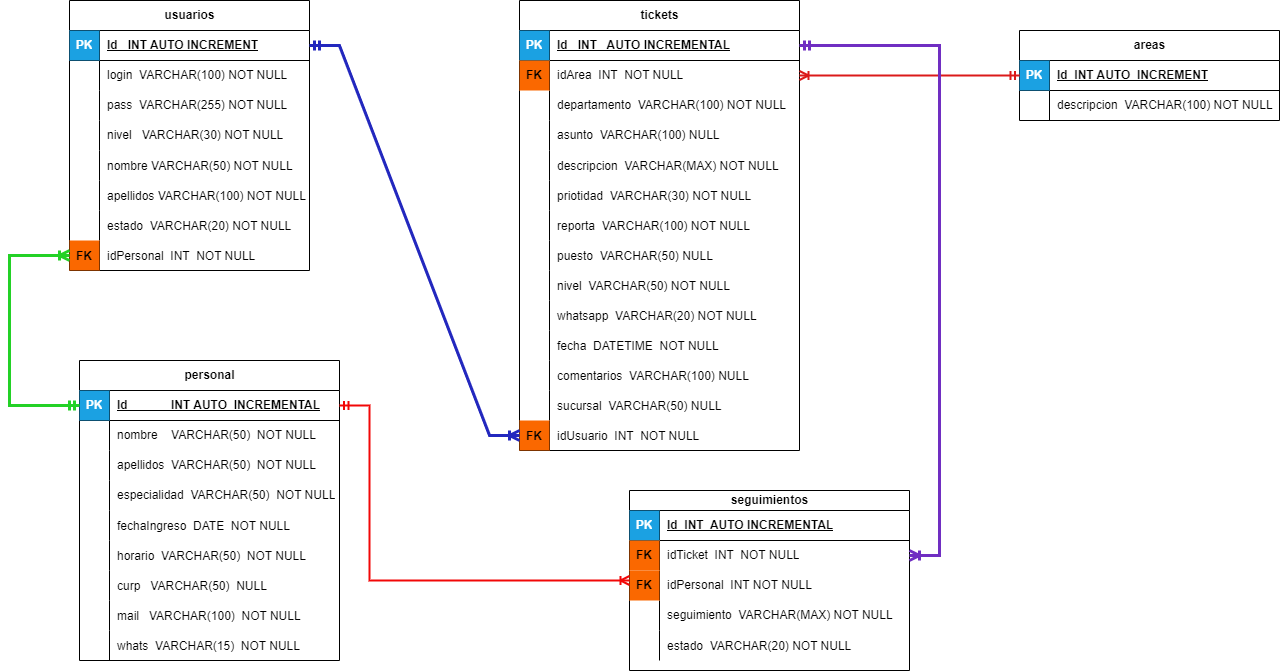 usuarios
PK Id INT AUTO INCREMENT
login VARCHAR(100) NOT NULL
pass VARCHAR(255) NOT NULL
nivel VARCHAR(30) NOT NULL
nombre VARCHAR(50) NOT NULL
apellidos VARCHAR(100) NOT NULL
estado VARCHAR(20) NOT NULL
FK idPersonal INT NOT NULL
tickets
PK Id INT AUTO INCREMENTAL
FK idArea INT NOT NULL
departamento VARCHAR(100) NOT NULL
asunto VARCHAR(100) NULL
descripcion VARCHAR(MAX) NOT NULL
priotidad VARCHAR(30) NOT NULL
reporta VARCHAR(100) NOT NULL
puesto VARCHAR(50) NULL
nivel VARCHAR(50) NOT NULL
whatsapp VARCHAR(20) NOT NULL
fecha DATETIME NOT NULL
comentarios VARCHAR(100) NULL
sucursal VARCHAR(50) NULL
FK idUsuario INT NOT NULL
areas
PK Id INT AUTO INCREMENT
descripcion VARCHAR(100) NOT NULL
personal
PK Id INT AUTO INCREMENTAL
nombre VARCHAR(50) NOT NULL
apellidos VARCHAR(50) NOT NULL
especialidad VARCHAR(50) NOT NULL
fechaIngreso DATE NOT NULL
horario VARCHAR(50) NOT NULL
curp VARCHAR(50) NULL
mail VARCHAR(100) NOT NULL
whats VARCHAR(15) NOT NULL
seguimientos
PK Id INT AUTO INCREMENTAL
FK idTicket INT NOT NULL
FK idPersonal INT NOT NULL
seguimiento VARCHAR(MAX) NOT NULL
estado VARCHAR(20) NOT NULL